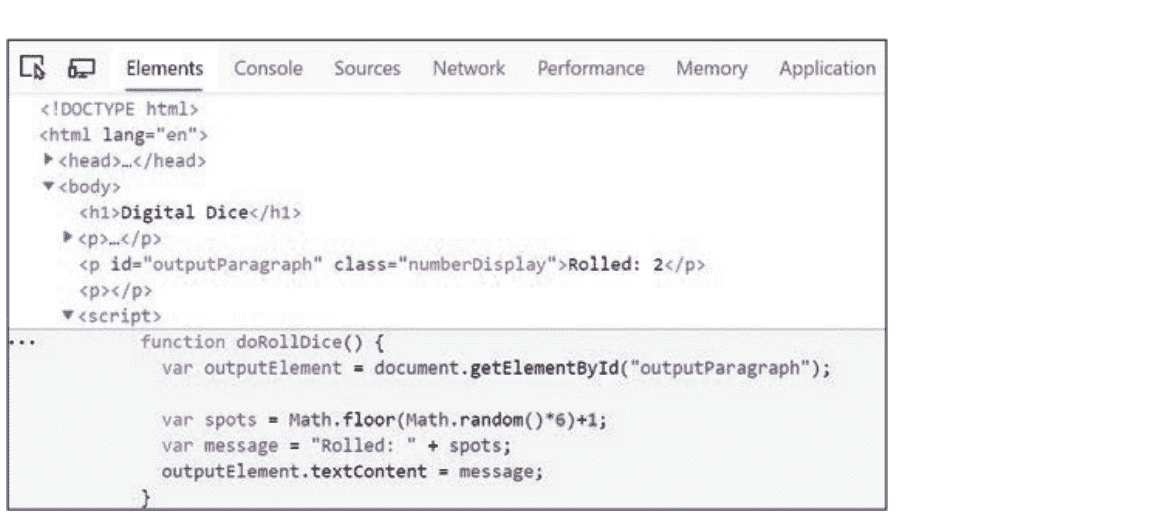 Elements Console Sources Network Performance Memory Application
<!DOCTYPE html>
<html lang="en">
<head>…</head>
<body>
<h1>Digital Dice</h1>
<p>…</p>
<p id="outputParagraph" class="numberDisplay">Rolled: 2</p>
<p></p>
<script>
function doRollDice() {
var outputElement = document.getElementById("outputParagraph");
var spots = Math.floor(Math.random()*6)+1;
var message = "Rolled: " + spots;
outputElement.textContent = message;
}